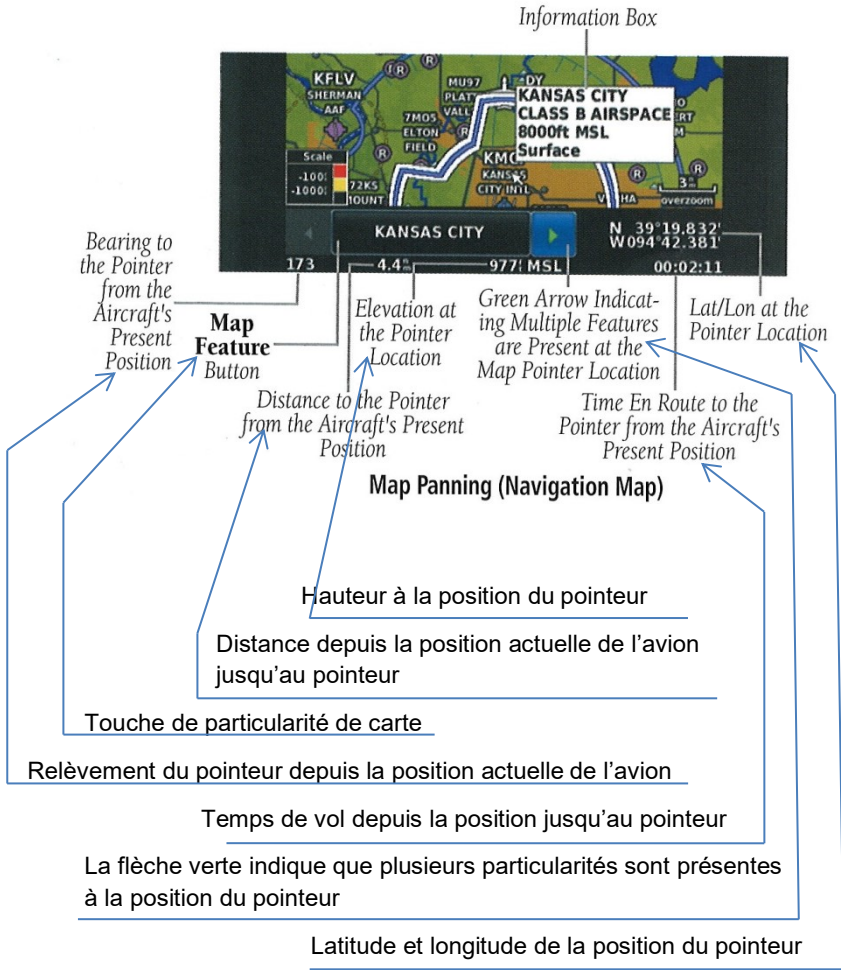 Information Box
KFLV
SHERMAN
AAF
MU97
PLAT
VALL
DY
7MO5
ELTON
FIELD
KANSAS CITY
CLASS B AIRSPACE
8000ft MSL
Surface
ERT
KANSAS
CITY INTL
Scale
-100ft
-1000ft
72KS
HA
overzoom
KANSAS CITY
N 39°19.832'
W094°42.381'
173
4.4
977ft MSL
00:02:11
Bearing to
the Pointer
from the
Aircraft's
Present
Position
Map
Feature
Button
Elevation at
the Pointer
Location
Green Arrow Indicat-
ing Multiple Features
are Present at the
Map Pointer Location
Lat/Lon at the
Pointer Location
Distance to the Pointer
from the Aircraft's Present
Position
Time En Route to the
Pointer from the Aircraft's
Present Position
Map Panning (Navigation Map)
Hauteur à la position du pointeur
Distance depuis la position actuelle de l’avion
jusqu’au pointeur
Touche de particularité de carte
Relèvement du pointeur depuis la position actuelle de l’avion
Temps de vol depuis la position jusqu’au pointeur
La flèche verte indique que plusieurs particularités sont présentes
à la position du pointeur
Latitude et longitude de la position du pointeur